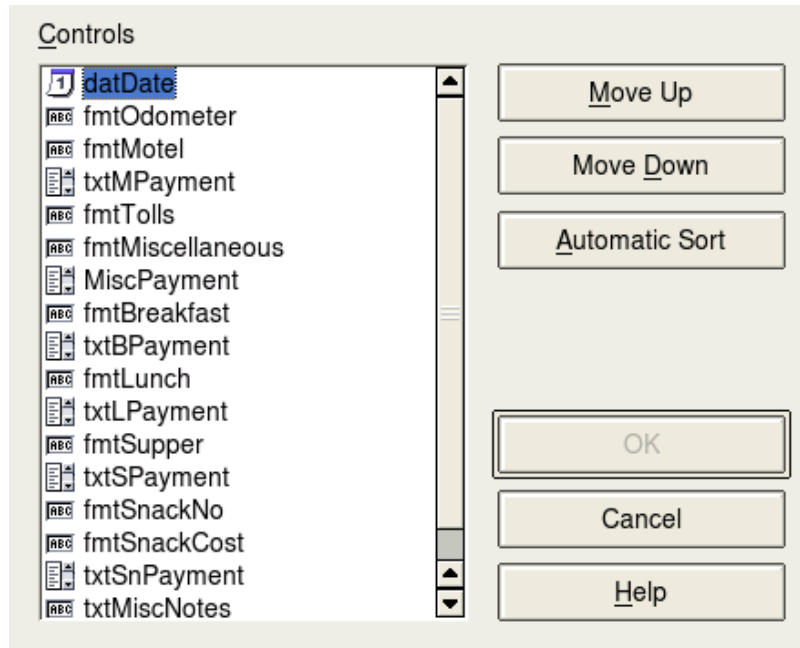 Controls
datDate
fmtOdometer
fmtMotel
txtMPayment
fmtTolls
fmtMiscellaneous
MiscPayment
fmtBreakfast
txtBPayment
fmtLunch
txtLPayment
fmtSupper
txtSPayment
fmtSnackNo
fmtSnackCost
txtSnPayment
txtMiscNotes
Move Up
Move Down
Automatic Sort
OK
Cancel
Help